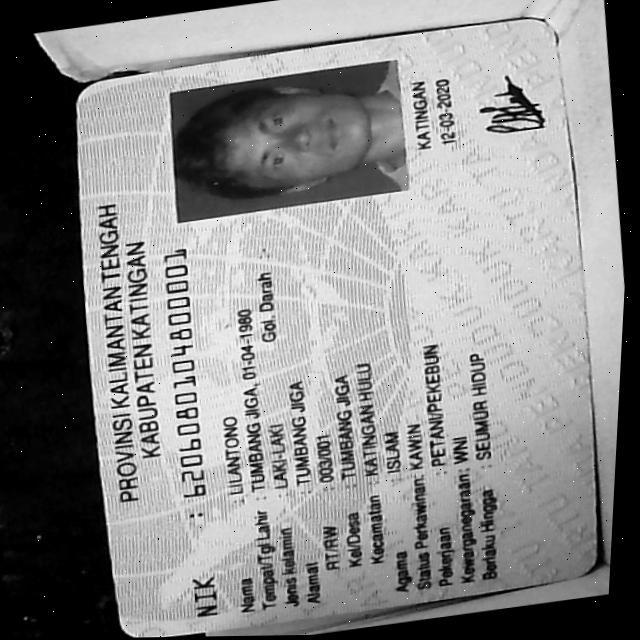 PROVINSI KALIMANTAN TENGAH
KABUPATEN KATINGAN
NIK : 6206080104800001
Nama : LILANTONO
Tempat/Tgl Lahir : TUMBANG JIGA, 01-04-1980
Jenis kelamin : LAKI-LAKI Gol. Darah : -
Alamat : TUMBANG JIGA
RT/RW : 003/001
Kel/Desa : TUMBANG JIGA
Kecamatan : KATINGAN HULU
Agama : ISLAM
Status Perkawinan: KAWIN
Pekerjaan : PETANI/PEKEBUN
Kewarganegaraan: WNI
Berlaku Hingga : SEUMUR HIDUP
KATINGAN
12-03-2020